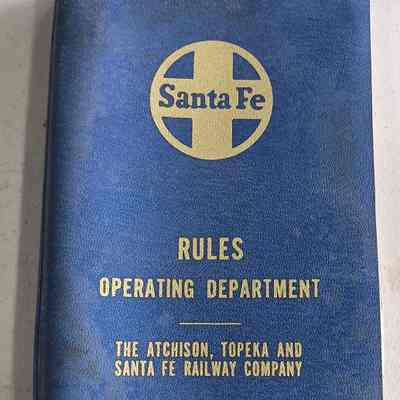 Santa Fe
RULES
OPERATING DEPARTMENT
THE ATCHISON, TOPEKA AND
SANTA FE RAILWAY COMPANY